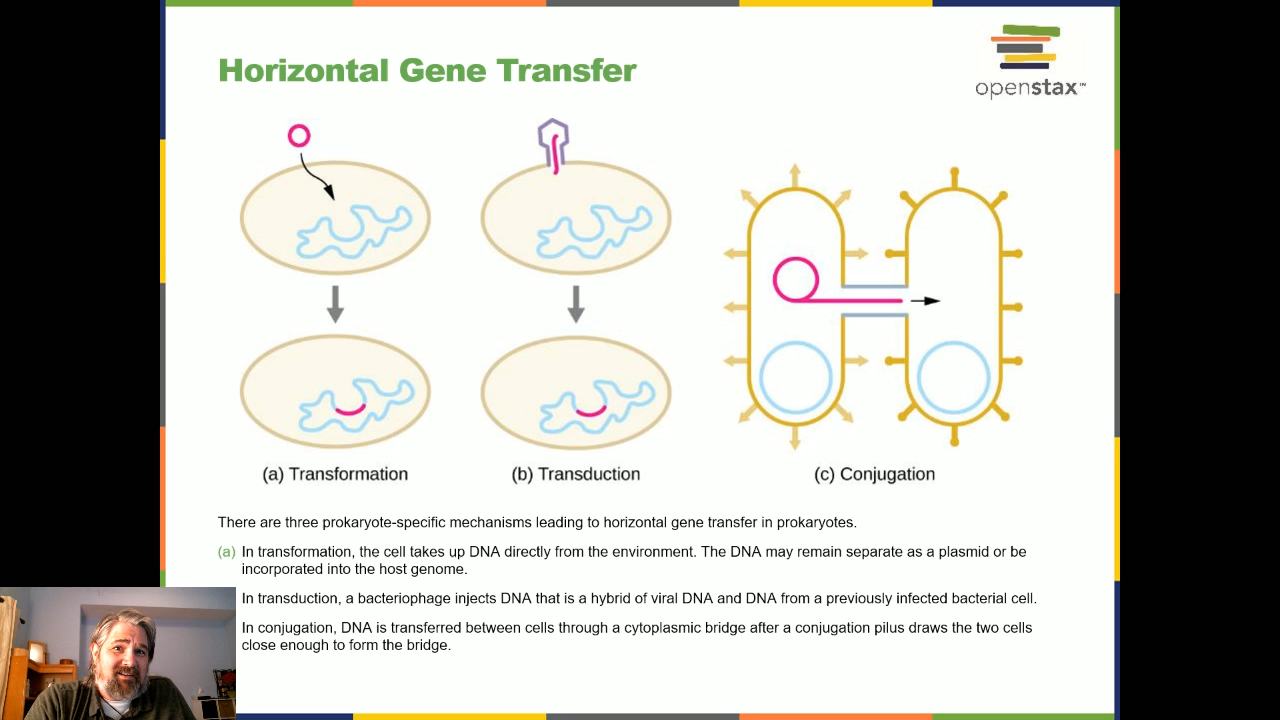 Horizontal Gene Transfer
openstax™
(a) Transformation
(b) Transduction
(c) Conjugation
There are three prokaryote-specific mechanisms leading to horizontal gene transfer in prokaryotes.
(a) In transformation, the cell takes up DNA directly from the environment. The DNA may remain separate as a plasmid or be
incorporated into the host genome.
In transduction, a bacteriophage injects DNA that is a hybrid of viral DNA and DNA from a previously infected bacterial cell.
In conjugation, DNA is transferred between cells through a cytoplasmic bridge after a conjugation pilus draws the two cells
close enough to form the bridge.